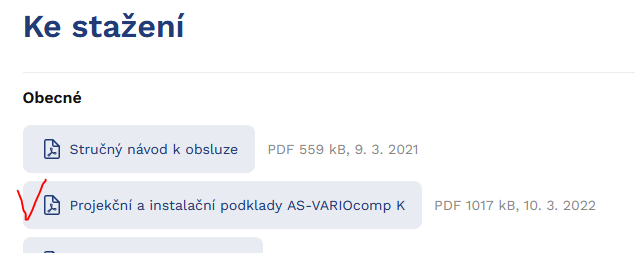 Ke stažení
Obecné
Stručný návod k obsluze PDF 559 kB, 9. 3. 2021
Projekční a instalační podklady AS-VARIOcomp K PDF 1017 kB, 10. 3. 2022